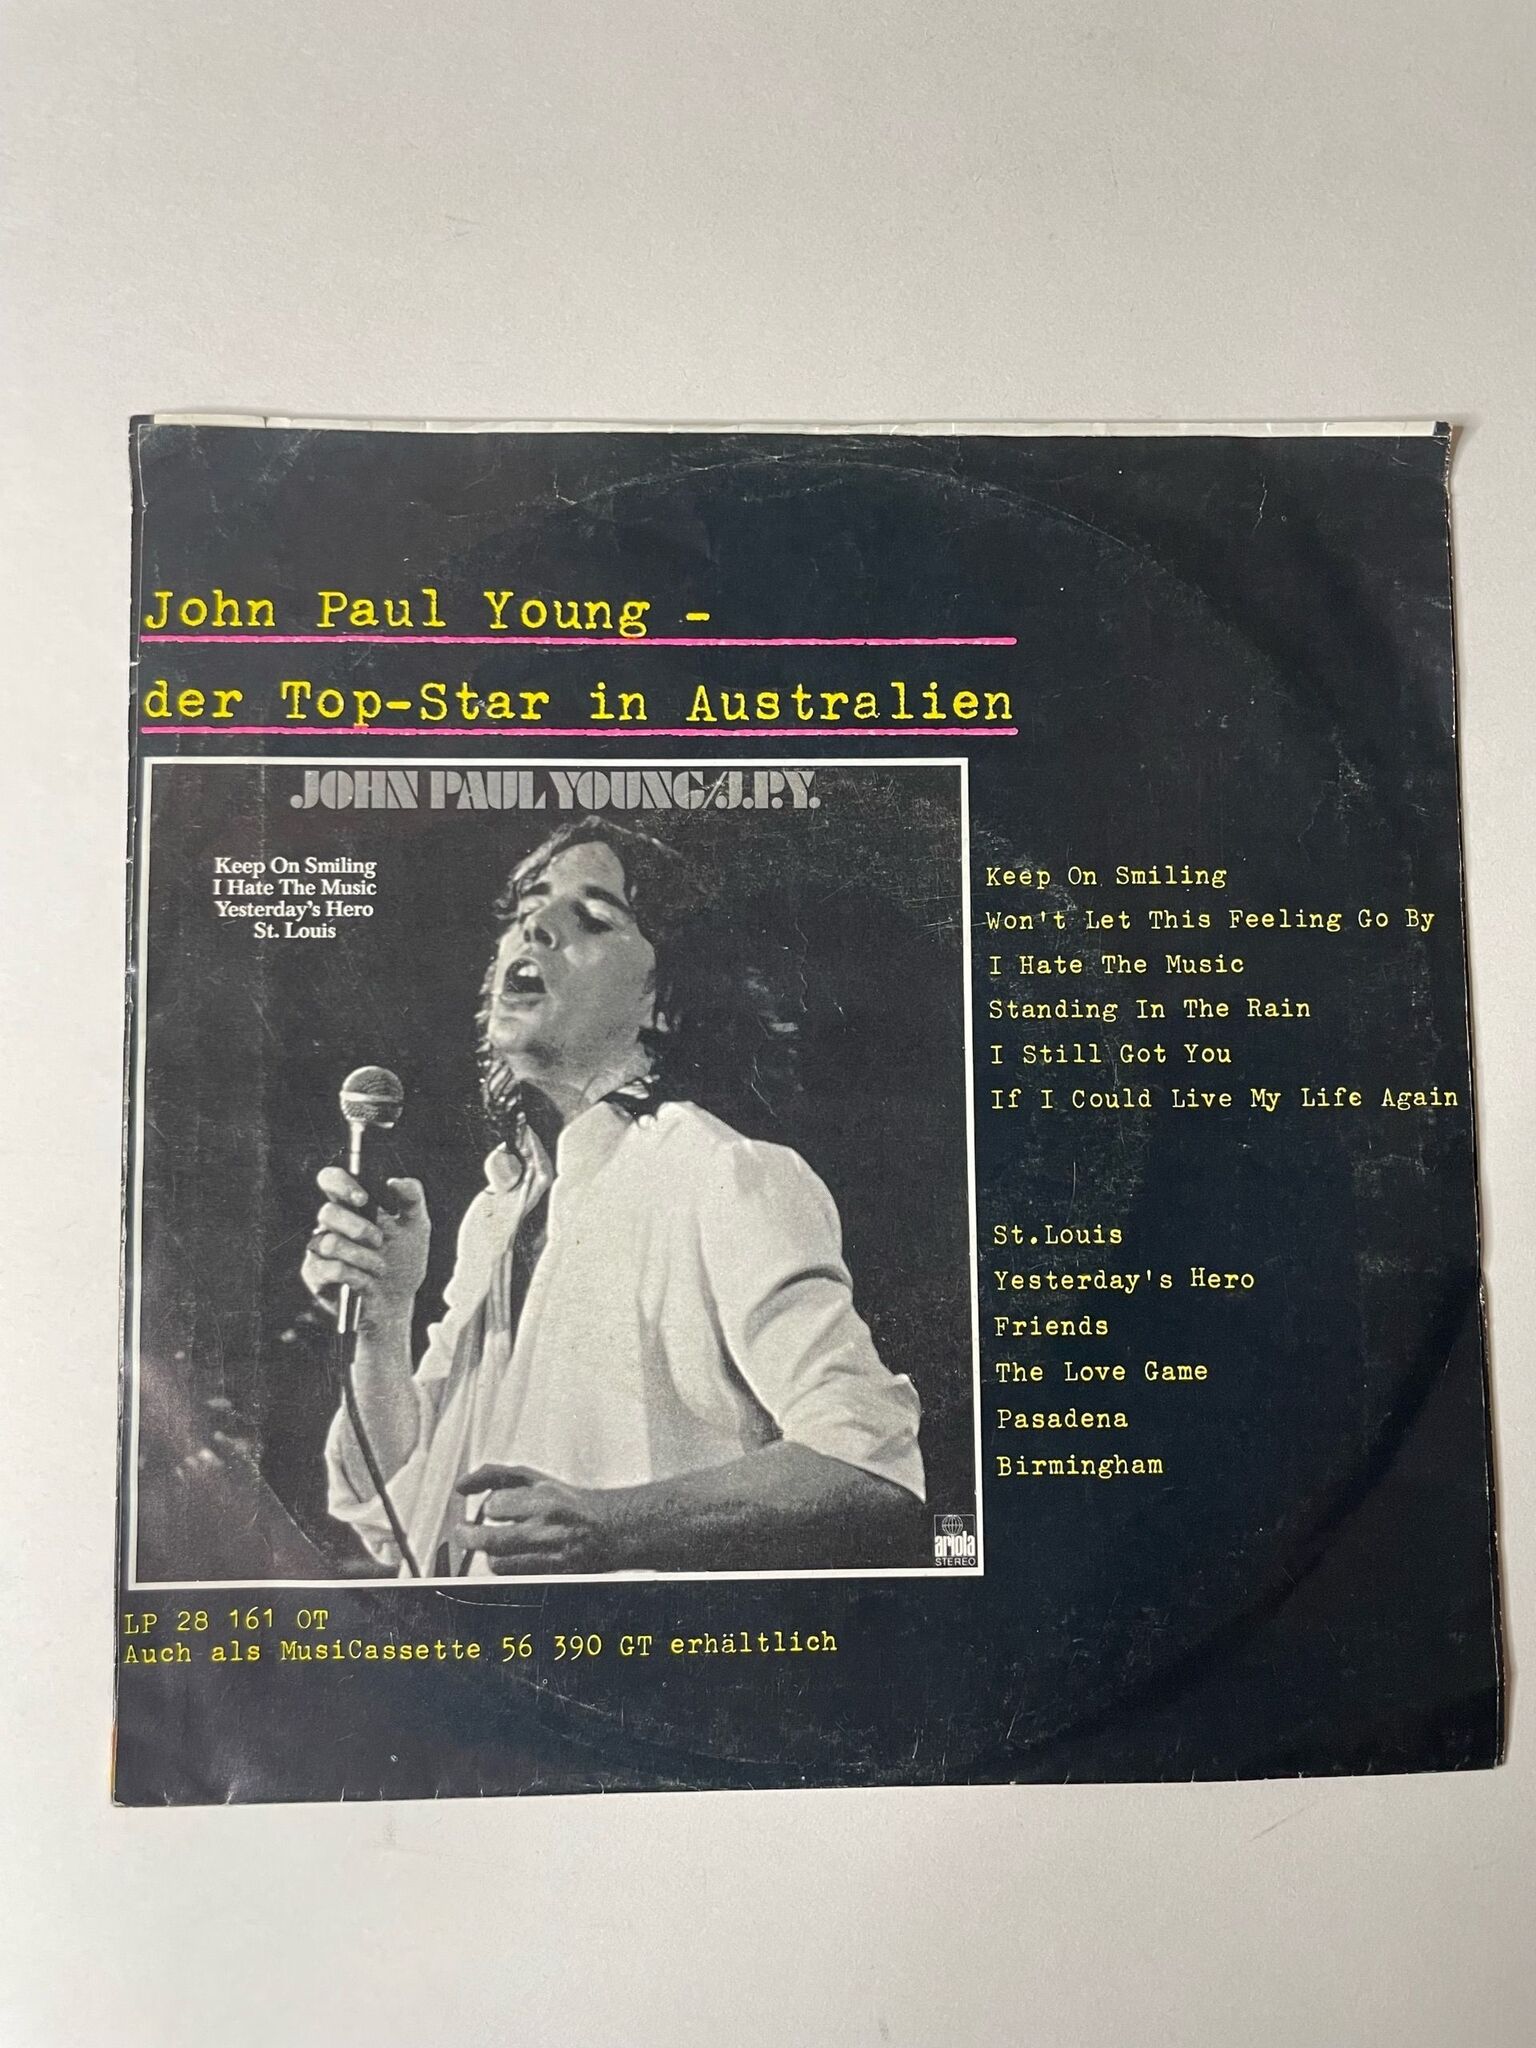 John Paul Young -
der Top-Star in Australien
JOHN PAUL YOUNG/J.P.Y.
Keep On Smiling
I Hate The Music
Yesterday's Hero
St. Louis
ariola
STEREO
Keep On Smiling
Won't Let This Feeling Go By
I Hate The Music
Standing In The Rain
I Still Got You
If I Could Live My Life Again
St.Louis
Yesterday's Hero
Friends
The Love Game
Pasadena
Birmingham
LP 28 161 OT
Auch als MusiCassette 56 390 GT erhältlich